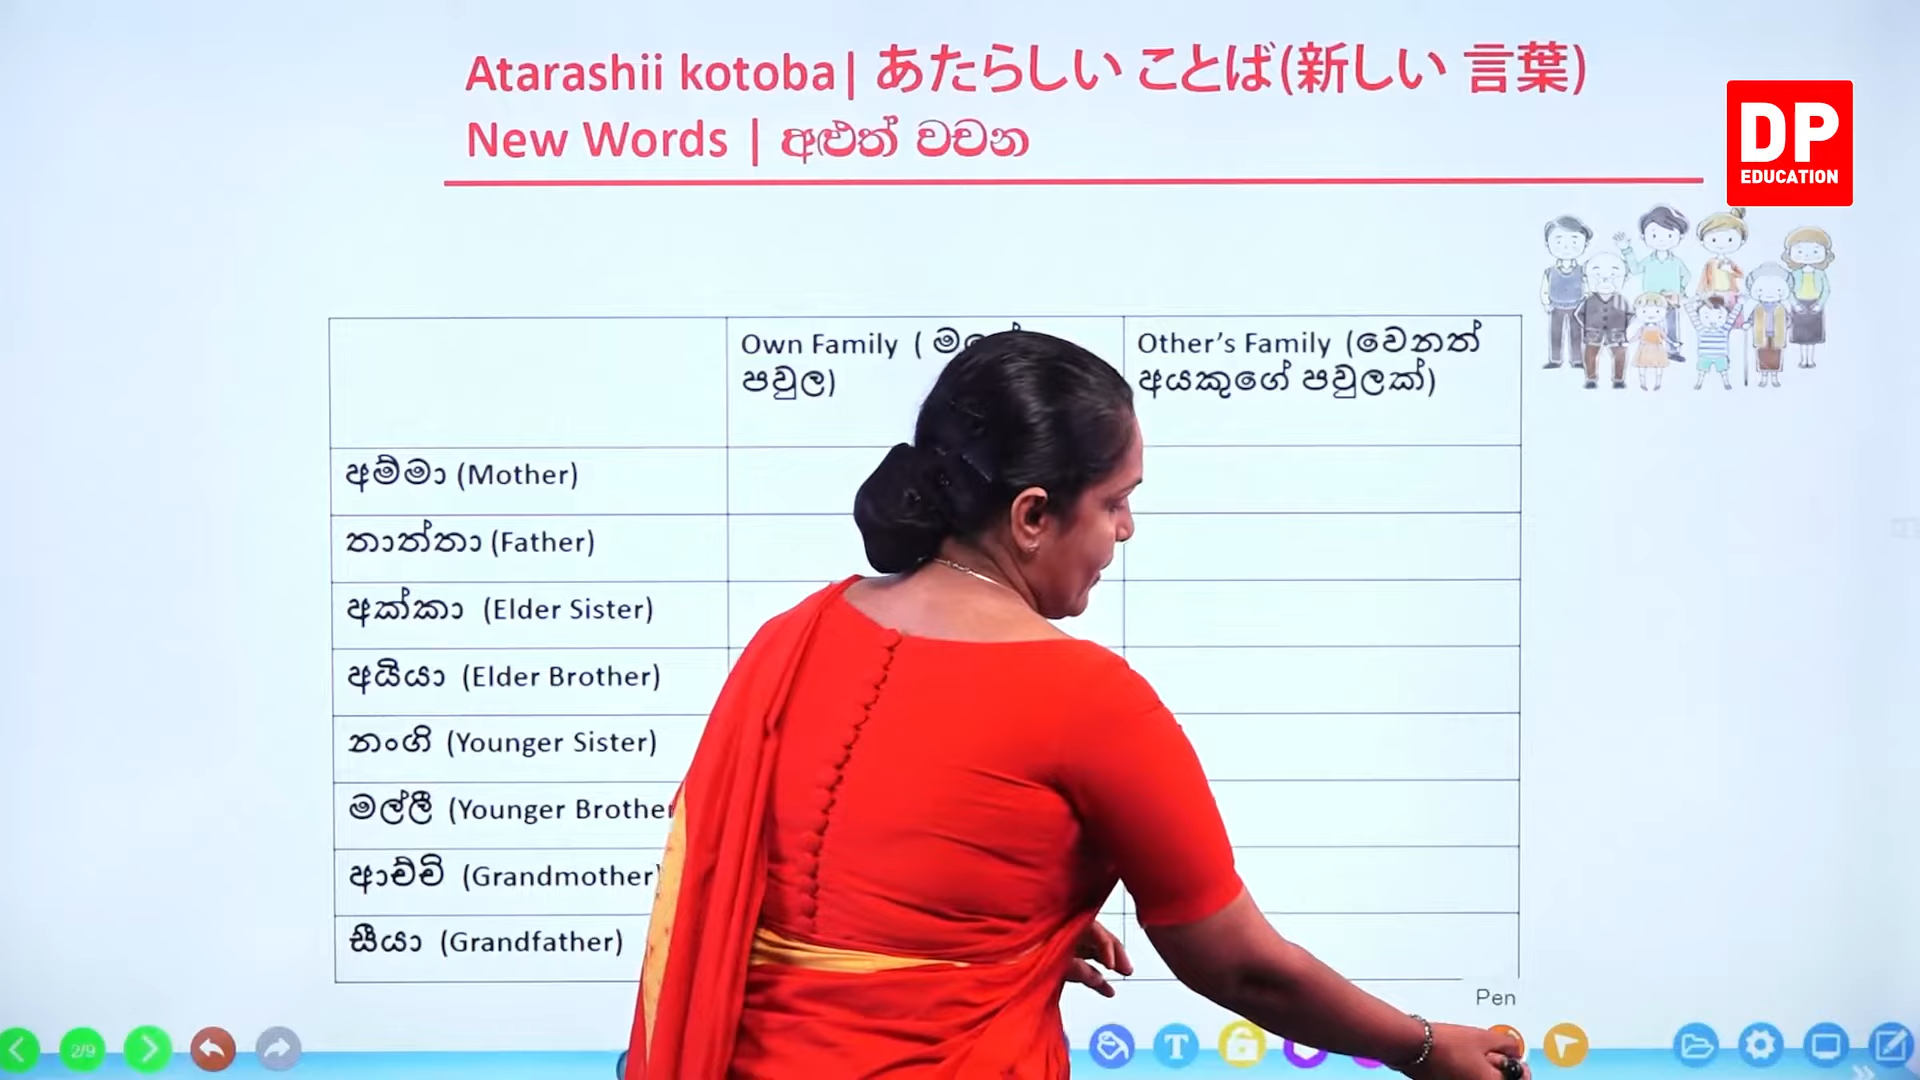 Atarashii kotoba| あたらしい ことば(新しい 言葉)
New Words | අළුත් වචන
DP
EDUCATION
Own Family (
පවුල)
Other's Family (වෙනත්
අයකුගේ පවුලක්)
අම්මා (Mother)
තාත්තා (Father)
අක්කා (Elder Sister)
අයියා (Elder Brother)
නංගි (Younger Sister)
මල්ලී (Younger Brother
ආච්චි (Grandmother)
සීයා (Grandfather)
Pen
2/9
T